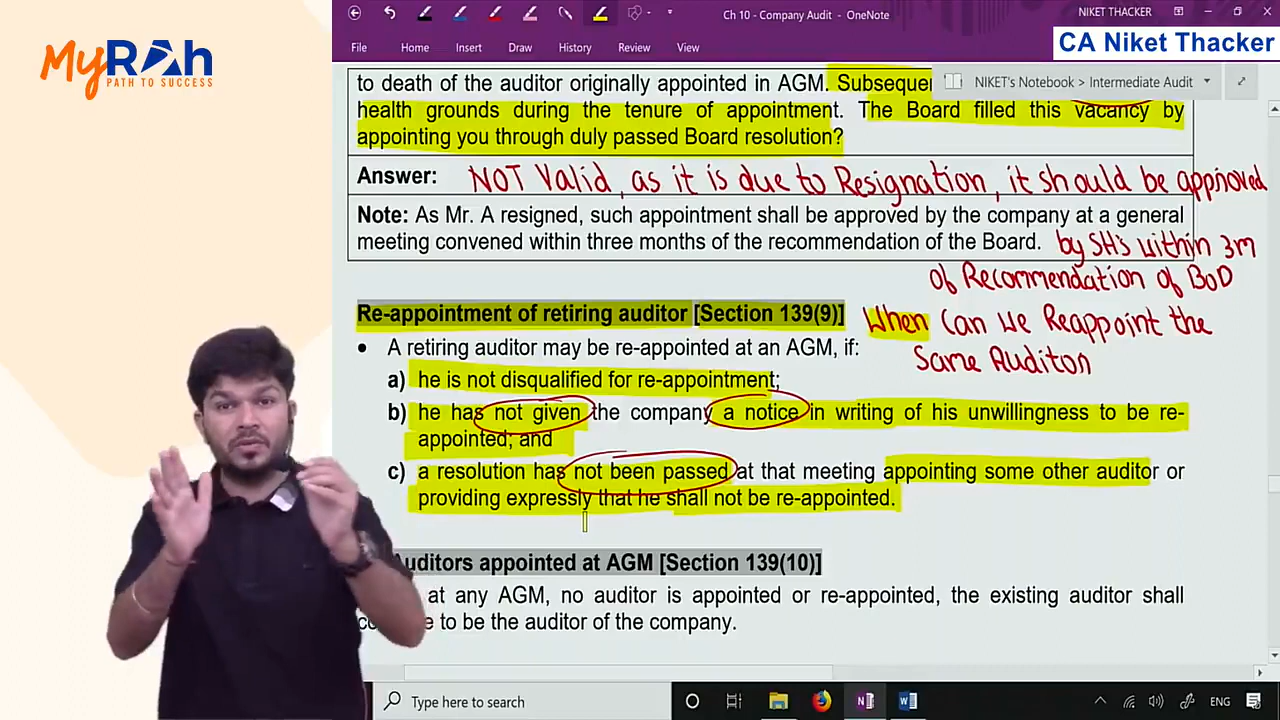 MyRAh
PATH TO SUCCESS
Ch 10 - Company Audit - OneNote
NIKET THACKER
File Home Insert Draw History Review View
CA Niket Thacker
NIKET's Notebook > Intermediate Audit
to death of the auditor originally appointed in AGM. Subsequen
health grounds during the tenure of appointment. The Board filled this vacancy by
appointing you through duly passed Board resolution?
Answer: NOT Valid, as it is due to Resignation, it should be approved
Note: As Mr. A resigned, such appointment shall be approved by the company at a general
meeting convened within three months of the recommendation of the Board. by SH's within 3m
of Recommendation of BoD
Re-appointment of retiring auditor [Section 139(9)] When Can we Reappoint the
Same Auditor
• A retiring auditor may be re-appointed at an AGM, if:
a) he is not disqualified for re-appointment;
b) he has not given the company a notice in writing of his unwillingness to be re-
appointed; and
c) a resolution has not been passed at that meeting appointing some other auditor or
providing expressly that he shall not be re-appointed.
Auditors appointed at AGM [Section 139(10)]
at any AGM, no auditor is appointed or re-appointed, the existing auditor shall
to be the auditor of the company.
Type here to search
ENG